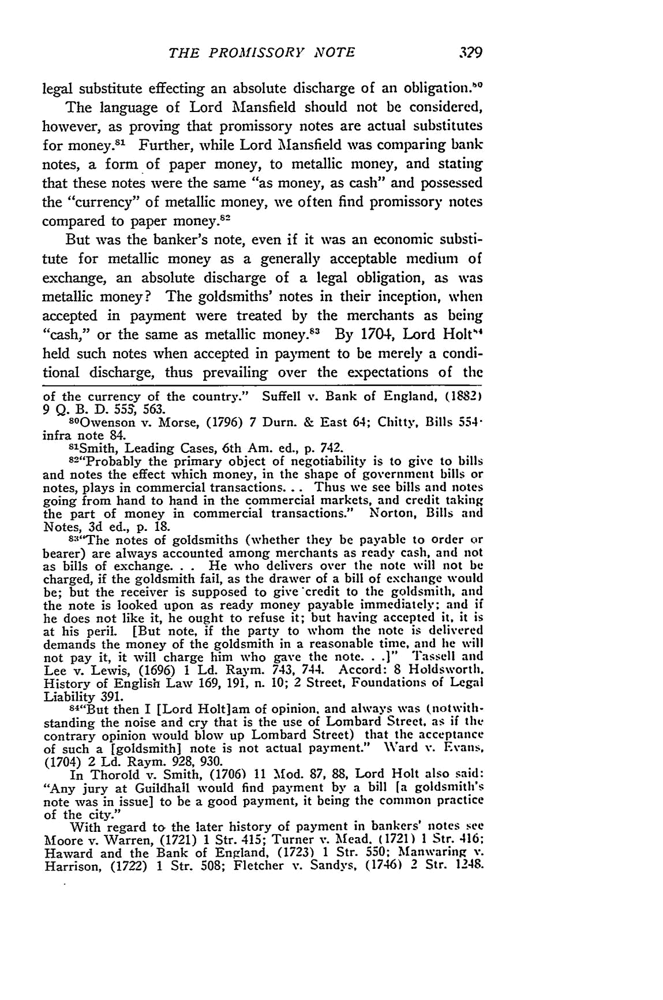 THE PROMISSORY NOTE 329
legal substitute effecting an absolute discharge of an obligation.⁸⁰
The language of Lord Mansfield should not be considered,
however, as proving that promissory notes are actual substitutes
for money.⁸¹ Further, while Lord Mansfield was comparing bank
notes, a form of paper money, to metallic money, and stating
that these notes were the same "as money, as cash" and possessed
the "currency" of metallic money, we often find promissory notes
compared to paper money.⁸²
But was the banker's note, even if it was an economic substi-
tute for metallic money as a generally acceptable medium of
exchange, an absolute discharge of a legal obligation, as was
metallic money? The goldsmiths' notes in their inception, when
accepted in payment were treated by the merchants as being
"cash," or the same as metallic money.⁸³ By 1704, Lord Holt⁸⁴
held such notes when accepted in payment to be merely a condi-
tional discharge, thus prevailing over the expectations of the
of the currency of the country." Suffell v. Bank of England, (1882)
9 Q. B. D. 555, 563.
⁸⁰Owenson v. Morse, (1796) 7 Durn. & East 64; Chitty, Bills 554·
infra note 84.
⁸¹Smith, Leading Cases, 6th Am. ed., p. 742.
⁸²"Probably the primary object of negotiability is to give to bills
and notes the effect which money, in the shape of government bills or
notes, plays in commercial transactions. . . Thus we see bills and notes
going from hand to hand in the commercial markets, and credit taking
the part of money in commercial transactions." Norton, Bills and
Notes, 3d ed., p. 18.
⁸³"The notes of goldsmiths (whether they be payable to order or
bearer) are always accounted among merchants as ready cash, and not
as bills of exchange. . . He who delivers over the note will not be
charged, if the goldsmith fail, as the drawer of a bill of exchange would
be; but the receiver is supposed to give credit to the goldsmith, and
the note is looked upon as ready money payable immediately; and if
he does not like it, he ought to refuse it; but having accepted it, it is
at his peril. [But note, if the party to whom the note is delivered
demands the money of the goldsmith in a reasonable time, and he will
not pay it, it will charge him who gave the note. . .]" Tassell and
Lee v. Lewis, (1696) 1 Ld. Raym. 743, 744. Accord: 8 Holdsworth,
History of English Law 169, 191, n. 10; 2 Street, Foundations of Legal
Liability 391.
⁸⁴"But then I [Lord Holt]am of opinion, and always was (notwith-
standing the noise and cry that is the use of Lombard Street, as if the
contrary opinion would blow up Lombard Street) that the acceptance
of such a [goldsmith] note is not actual payment." Ward v. Evans,
(1704) 2 Ld. Raym. 928, 930.
In Thorold v. Smith, (1706) 11 Mod. 87, 88, Lord Holt also said:
"Any jury at Guildhall would find payment by a bill [a goldsmith's
note was in issue] to be a good payment, it being the common practice
of the city."
With regard to the later history of payment in bankers' notes see
Moore v. Warren, (1721) 1 Str. 415; Turner v. Mead, (1721) 1 Str. 416;
Haward and the Bank of England, (1723) 1 Str. 550; Manwaring v.
Harrison, (1722) 1 Str. 508; Fletcher v. Sandys, (1746) 2 Str. 1248.